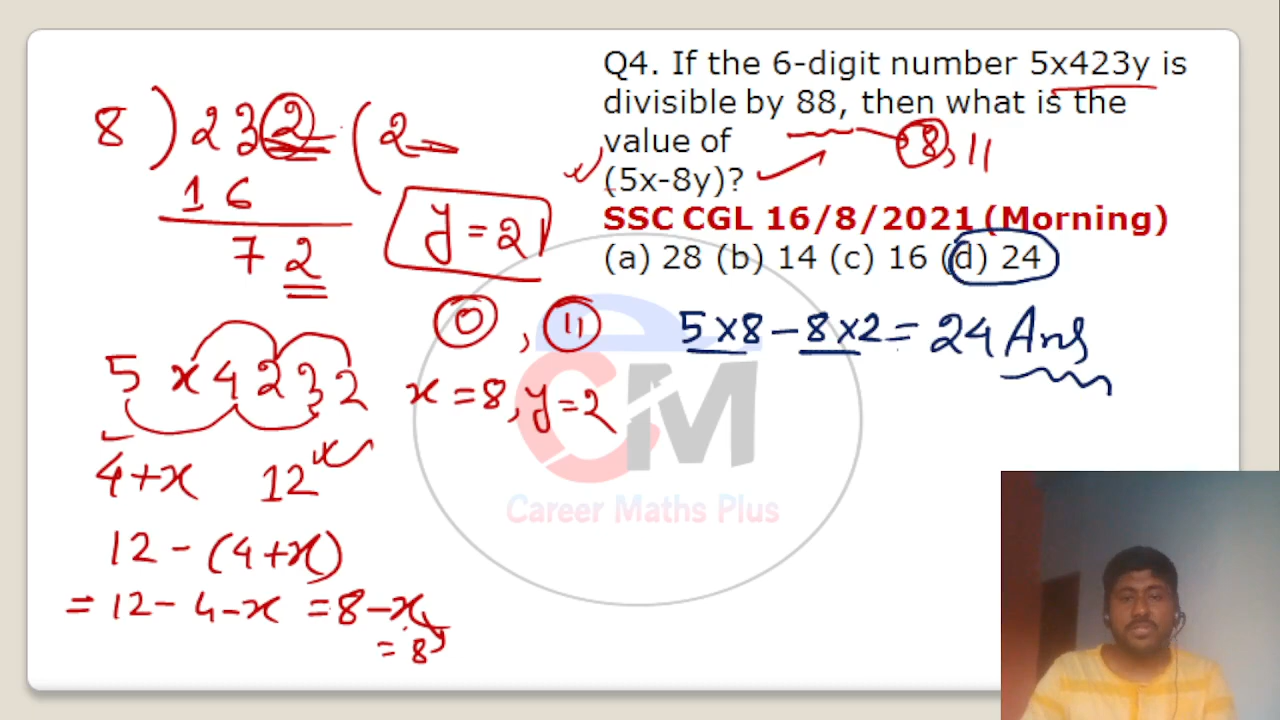 Q4. If the 6-digit number 5x423y is
divisible by 88, then what is the
value of
(5x-8y)?
SSC CGL 16/8/2021 (Morning)
(a) 28 (b) 14 (c) 16 (d) 24
8, 11
8 ) 232 ( 2
16
72
y = 2
0, 11
5 x 4 2 3 2
x = 8, y = 2
4+x 12
12 - (4+x)
= 12 - 4 - x = 8 - x
= 8
5×8 - 8×2 = 24 Ans
CM
Career Maths Plus